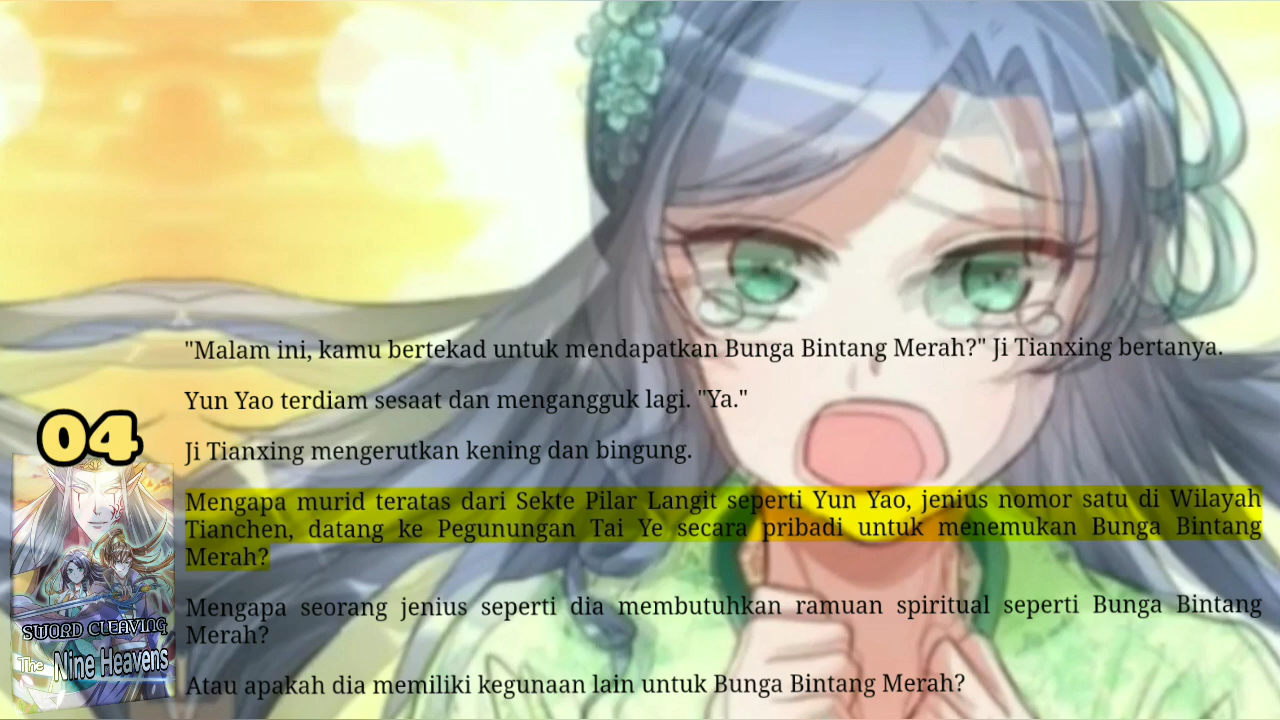 "Malam ini, kamu bertekad untuk mendapatkan Bunga Bintang Merah?" Ji Tianxing bertanya.
Yun Yao terdiam sesaat dan mengangguk lagi. "Ya."
Ji Tianxing mengerutkan kening dan bingung.
Mengapa murid teratas dari Sekte Pilar Langit seperti Yun Yao, jenius nomor satu di Wilayah
Tianchen, datang ke Pegunungan Tai Ye secara pribadi untuk menemukan Bunga Bintang
Merah?
Mengapa seorang jenius seperti dia membutuhkan ramuan spiritual seperti Bunga Bintang
Merah?
Atau apakah dia memiliki kegunaan lain untuk Bunga Bintang Merah?
04
SWORD CLEAVING
The Nine Heavens